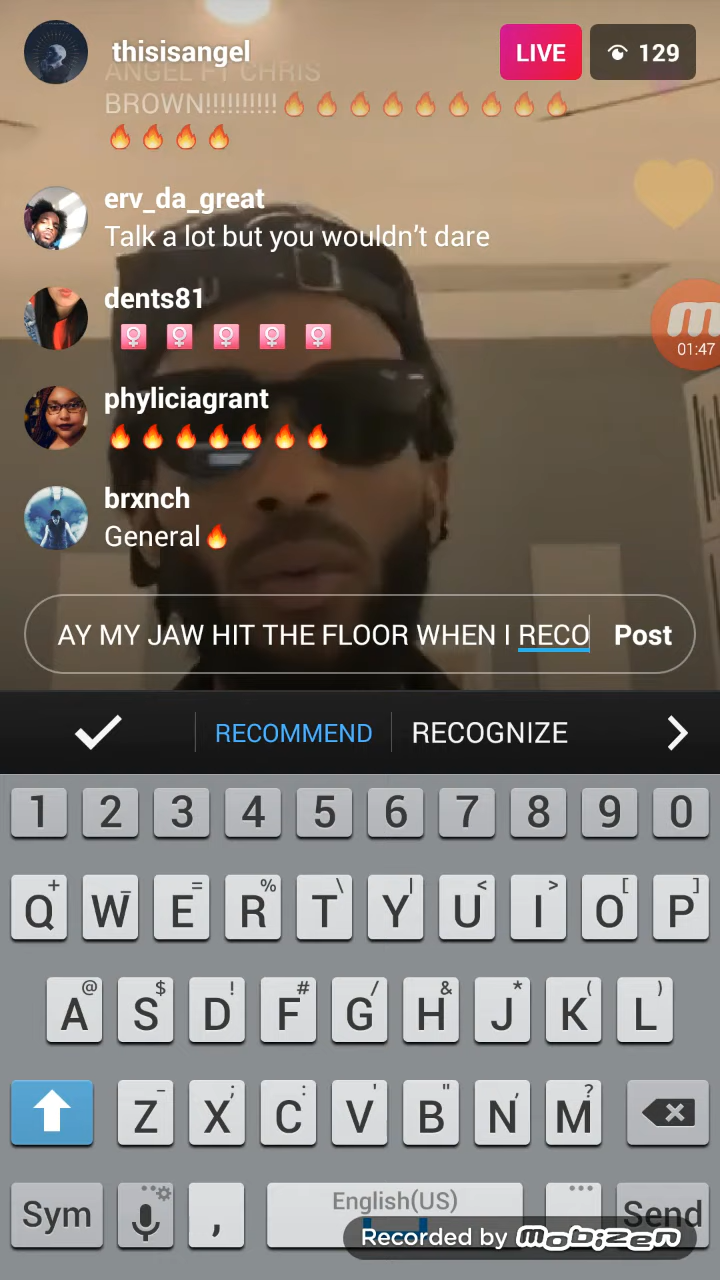 thisisangel
LIVE
129
ANGEL FT CHRIS
BROWN!!!!!!!!!!🔥🔥🔥🔥🔥🔥🔥🔥🔥
🔥🔥🔥🔥
erv_da_great
Talk a lot but you wouldn't dare
dents81
phyliciagrant
🔥🔥🔥🔥🔥🔥🔥
01:47
brxnch
General🔥
AY MY JAW HIT THE FLOOR WHEN I RECO
Post
RECOMMEND
RECOGNIZE
1 2 3 4 5 6 7 8 9 0
+ _ = % \ | < > [ ]
Q W E R T Y U I O P
@ $ ! # / & * ( )
A S D F G H J K L
- ; : ' " , ?
Z X C V B N M
Sym
,
English(US)
Send
Recorded by mobizen